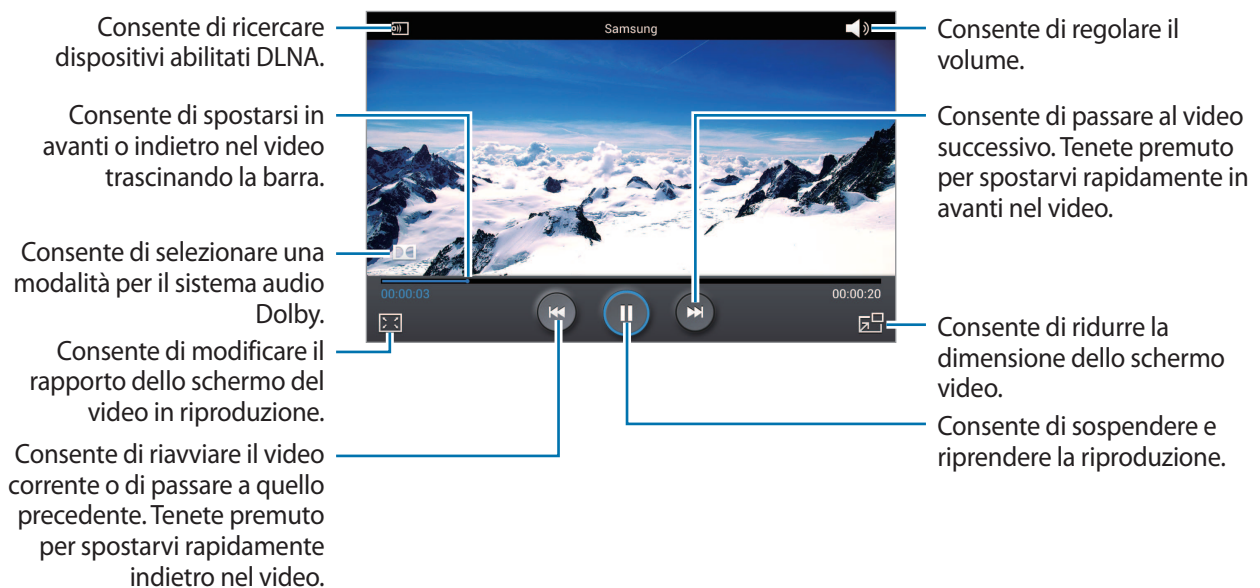 Consente di ricercare
dispositivi abilitati DLNA.
Consente di spostarsi in
avanti o indietro nel video
trascinando la barra.
Consente di selezionare una
modalità per il sistema audio
Dolby.
Consente di modificare il
rapporto dello schermo del
video in riproduzione.
Consente di riavviare il video
corrente o di passare a quello
precedente. Tenete premuto
per spostarvi rapidamente
indietro nel video.
Samsung
00:00:03
00:00:20
Consente di regolare il
volume.
Consente di passare al video
successivo. Tenete premuto
per spostarvi rapidamente in
avanti nel video.
Consente di ridurre la
dimensione dello schermo
video.
Consente di sospendere e
riprendere la riproduzione.